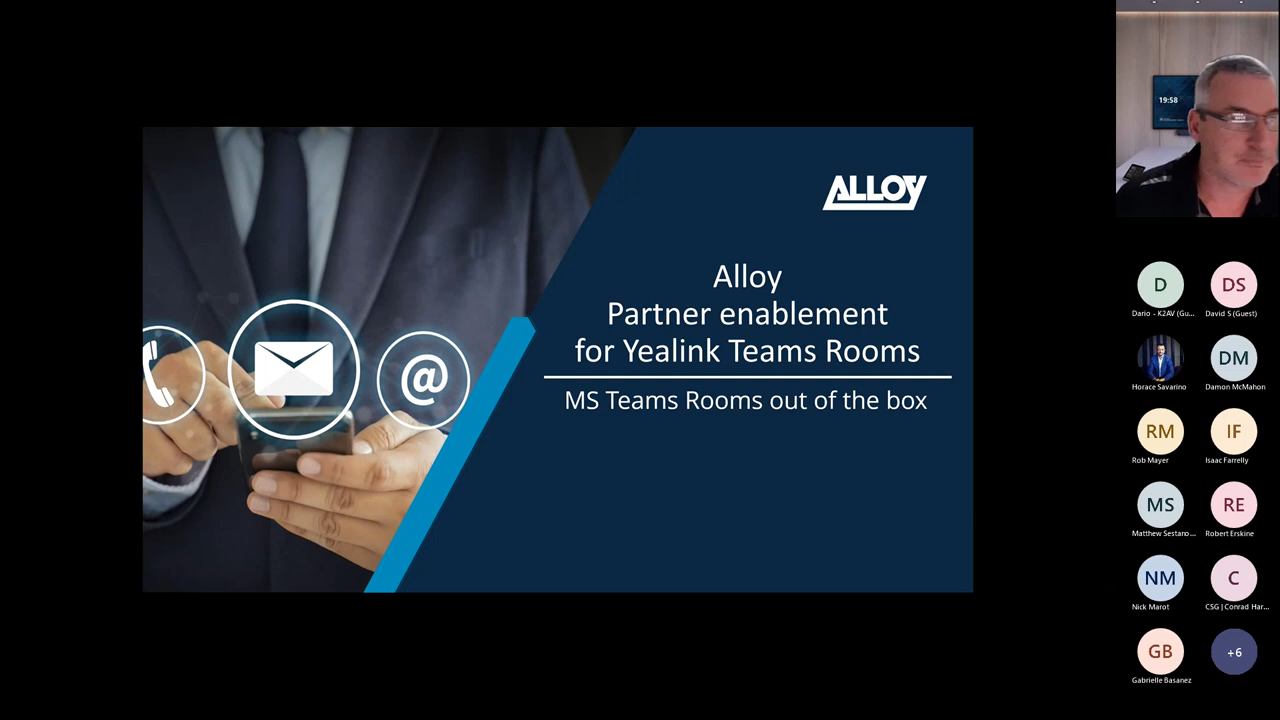 ALLOY
Alloy
Partner enablement
for Yealink Teams Rooms
MS Teams Rooms out of the box
@
19:58
D
DS
Dario - K2AV (Gu...
David S (Guest)
DM
Horace Savarino
Damon McMahon
RM
IF
Rob Mayer
Isaac Farrelly
MS
RE
Matthew Sestano...
Robert Erskine
NM
C
Nick Marot
CSG | Conrad Har...
GB
+6
Gabrielle Basanez